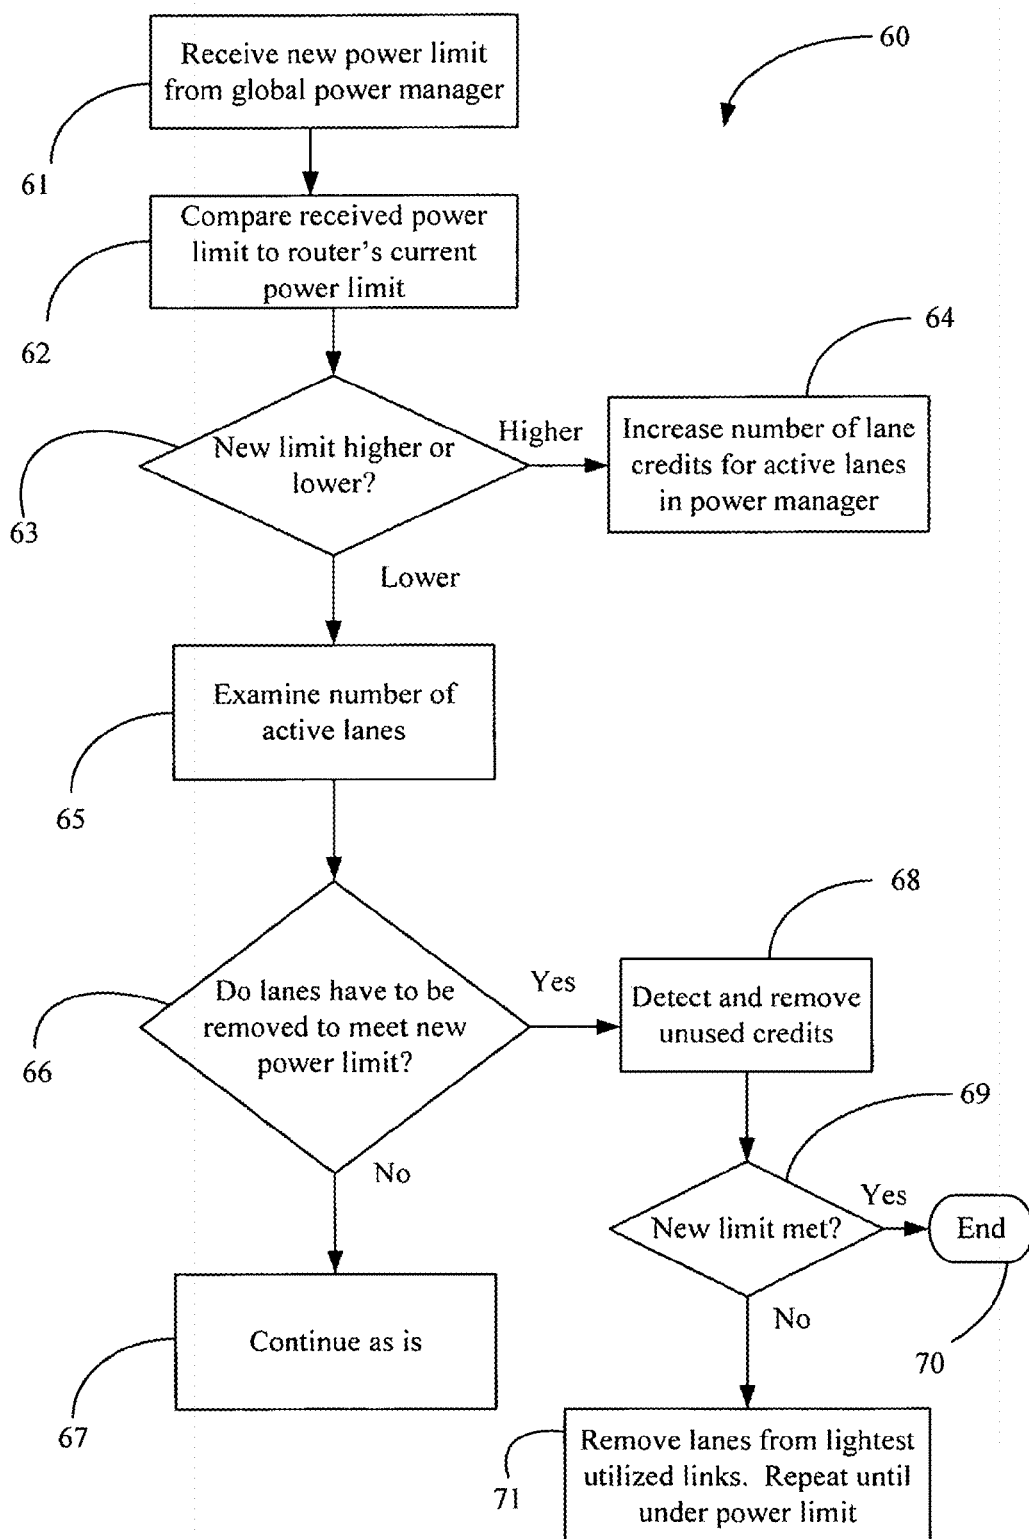 60
Receive new power limit
from global power manager
61
Compare received power
limit to router's current
power limit
62
64
New limit higher or
lower?
63
Higher
Increase number of lane
credits for active lanes
in power manager
Lower
Examine number of
active lanes
65
68
Do lanes have to be
removed to meet new
power limit?
66
Yes
Detect and remove
unused credits
69
No
New limit met?
Yes
End
70
No
Continue as is
67
Remove lanes from lightest
utilized links. Repeat until
under power limit
71